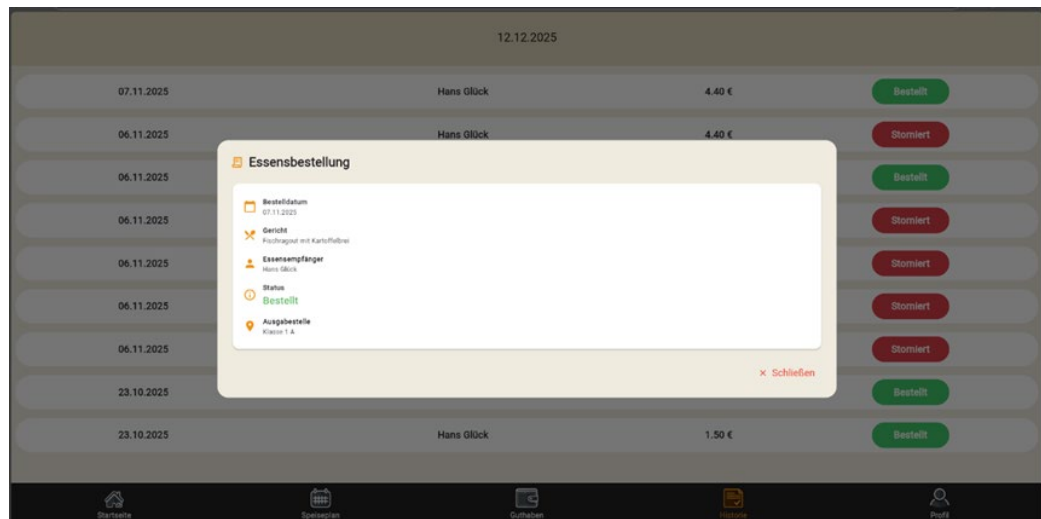 12.12.2025
07.11.2025 Hans Glück 4.40 € Bestellt
06.11.2025 Hans Glück 4.40 € Storniert
06.11.2025 Bestellt
06.11.2025 Storniert
06.11.2025 Storniert
06.11.2025 Storniert
06.11.2025 Storniert
23.10.2025 Bestellt
23.10.2025 Hans Glück 1.50 € Bestellt
Essensbestellung
Bestelldatum
07.11.2025
Gericht
Fischragout mit Kartoffelbrei
Essensempfänger
Hans Glück
Status
Bestellt
Ausgabestelle
Klasse 1 A
× Schließen
Startseite Speiseplan Guthaben Historie Profil